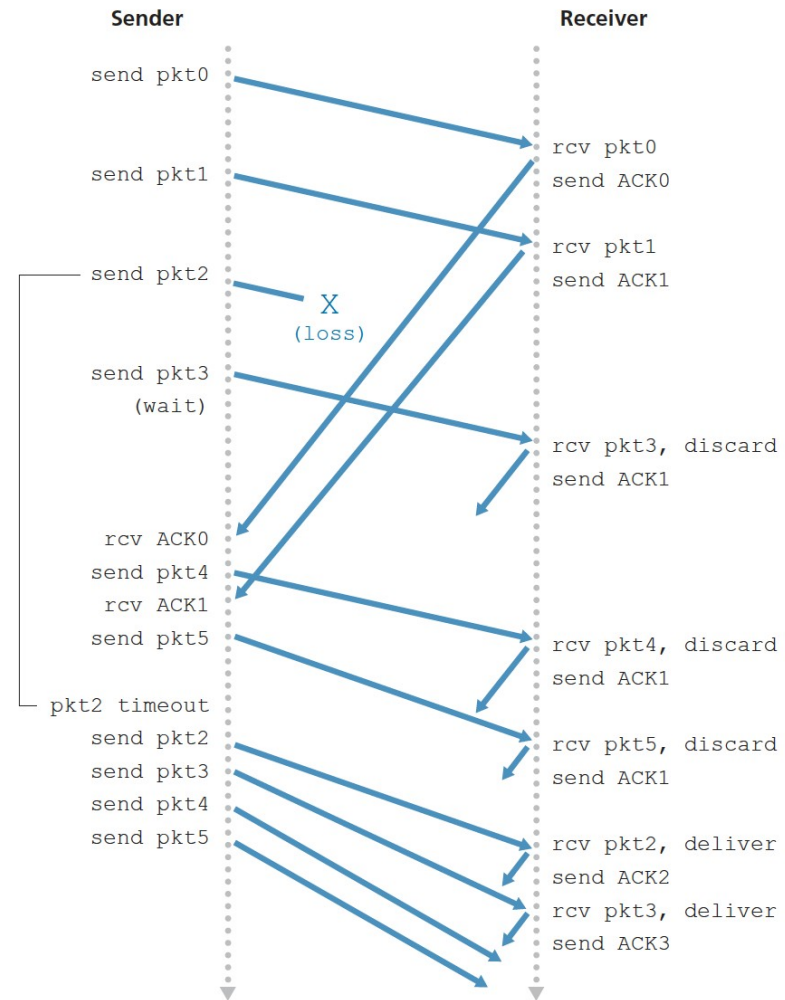 Sender
Receiver
send pkt0
rcv pkt0
send ACK0
send pkt1
rcv pkt1
send ACK1
send pkt2
X
(loss)
send pkt3
(wait)
rcv pkt3, discard
send ACK1
rcv ACK0
send pkt4
rcv ACK1
send pkt5
rcv pkt4, discard
send ACK1
pkt2 timeout
send pkt2
send pkt3
send pkt4
send pkt5
rcv pkt5, discard
send ACK1
rcv pkt2, deliver
send ACK2
rcv pkt3, deliver
send ACK3